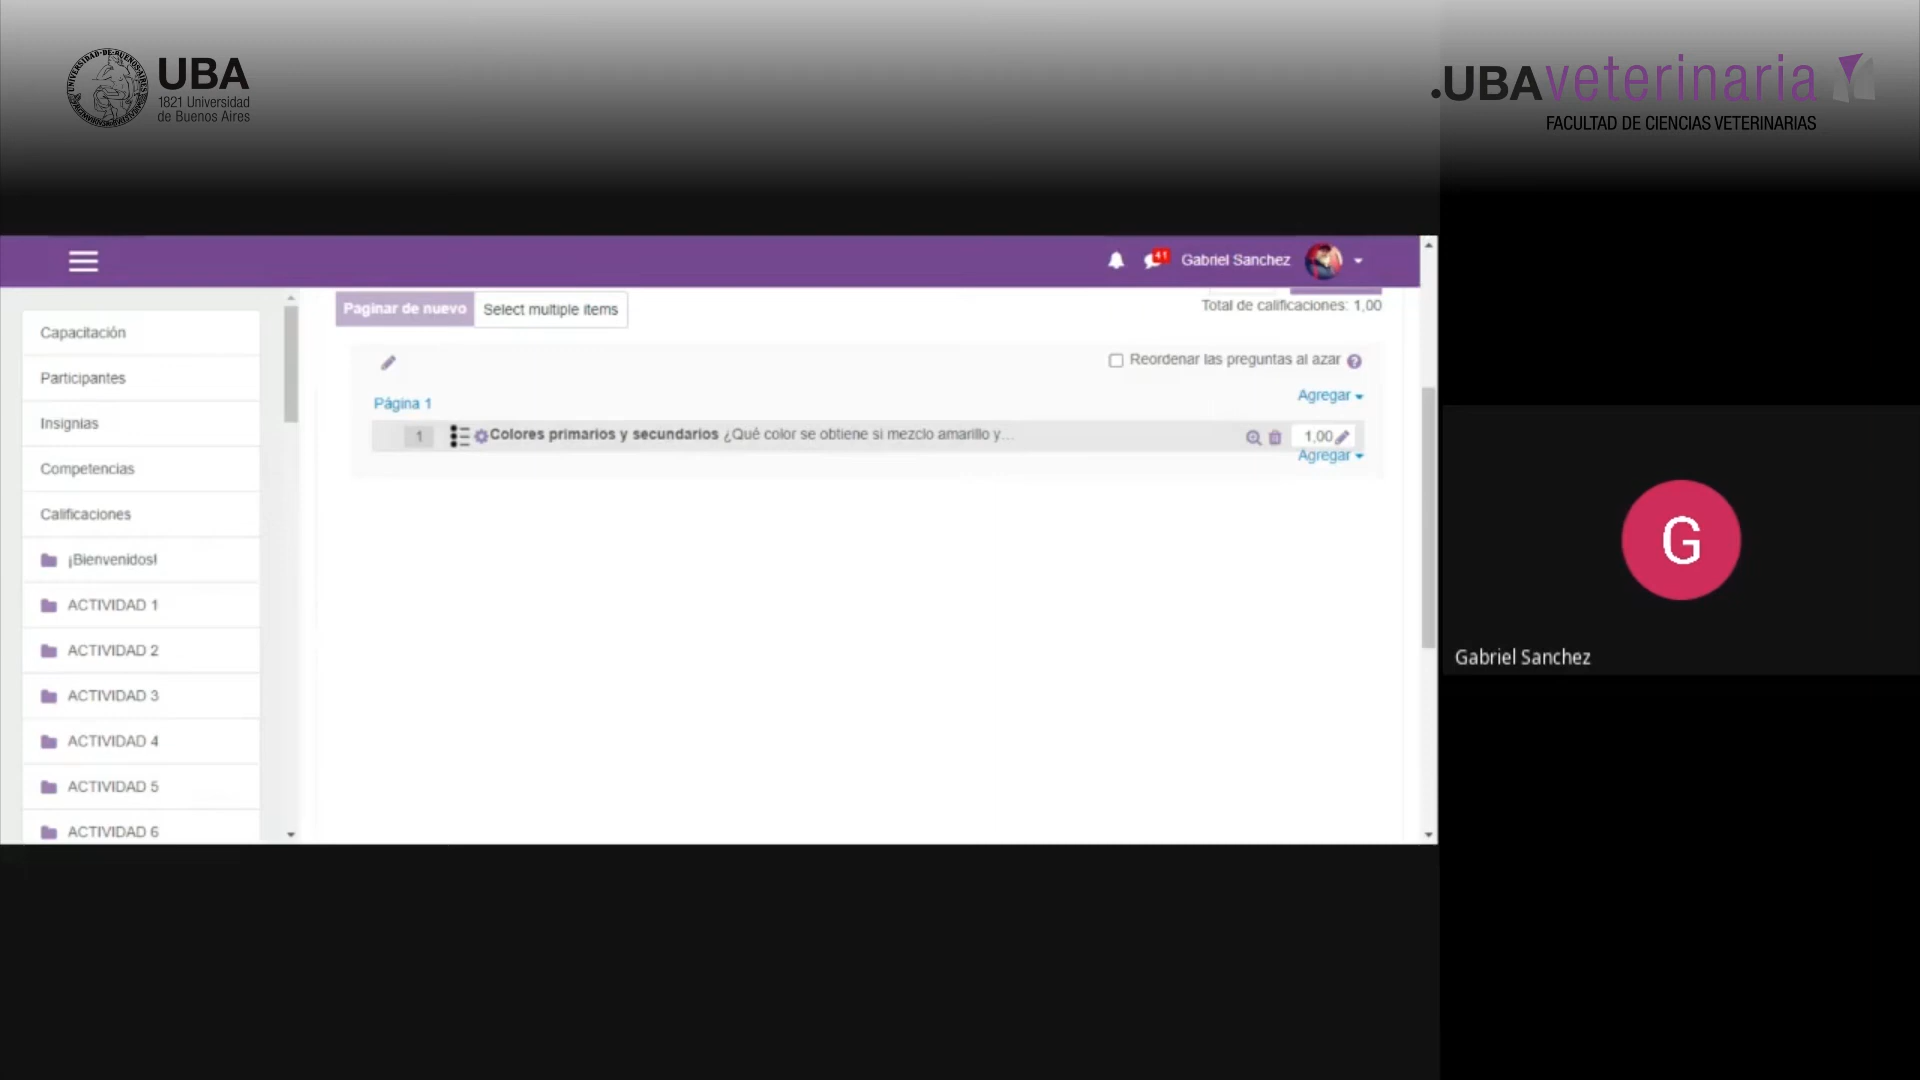 UBA
1821 Universidad
de Buenos Aires
.UBAveterinaria
FACULTAD DE CIENCIAS VETERINARIAS
41
Gabriel Sanchez
Paginar de nuevo
Select multiple items
Total de calificaciones: 1,00
Reordenar las preguntas al azar
Página 1
Agregar
1
Colores primarios y secundarios ¿Qué color se obtiene si mezclo amarillo y...
1,00
Agregar
Capacitación
Participantes
Insignias
Competencias
Calificaciones
¡Bienvenidos!
ACTIVIDAD 1
ACTIVIDAD 2
ACTIVIDAD 3
ACTIVIDAD 4
ACTIVIDAD 5
ACTIVIDAD 6
G
Gabriel Sanchez